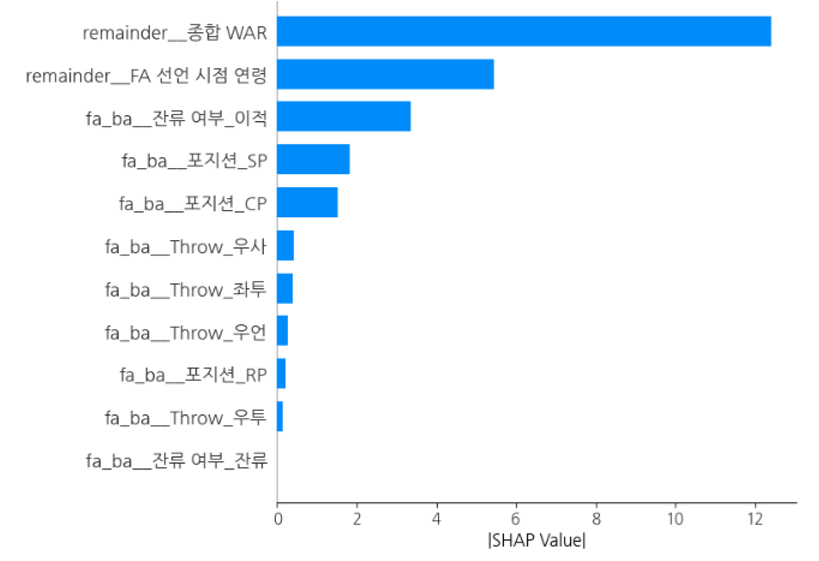 remainder__종합 WAR
remainder__FA 선언 시점 연령
fa_ba__잔류 여부_이적
fa_ba__포지션_SP
fa_ba__포지션_CP
fa_ba__Throw_우사
fa_ba__Throw_좌투
fa_ba__Throw_우언
fa_ba__포지션_RP
fa_ba__Throw_우투
fa_ba__잔류 여부_잔류
0 2 4 6 8 10 12
|SHAP Value|